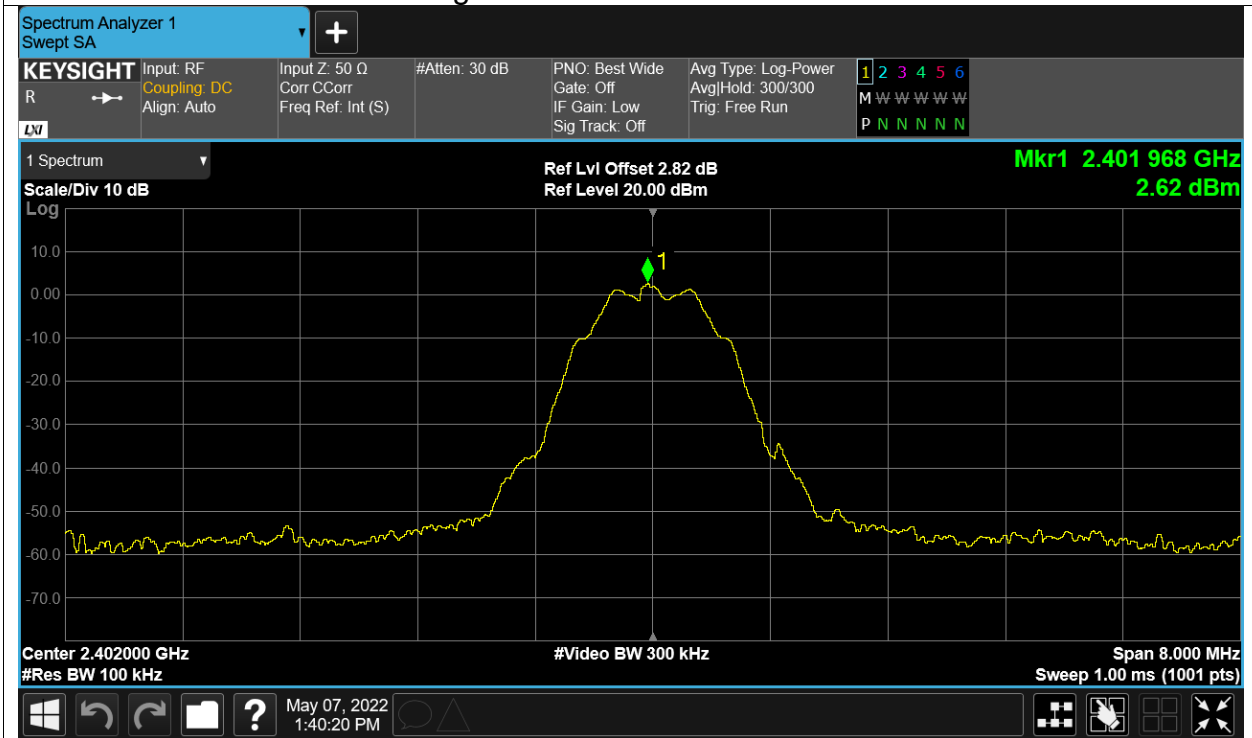 Spectrum Analyzer 1
Swept SA
+
KEYSIGHT
R
LXI
Input: RF
Coupling: DC
Align: Auto
Input Z: 50 Ω
Corr CCorr
Freq Ref: Int (S)
#Atten: 30 dB
PNO: Best Wide
Gate: Off
IF Gain: Low
Sig Track: Off
Avg Type: Log-Power
Avg|Hold: 300/300
Trig: Free Run
1 2 3 4 5 6
M W W W W W
P N N N N N
1 Spectrum
Scale/Div 10 dB
Log
Ref Lvl Offset 2.82 dB
Ref Level 20.00 dBm
Mkr1 2.401 968 GHz
2.62 dBm
10.0
1
0.00
-10.0
-20.0
-30.0
-40.0
-50.0
-60.0
-70.0
Center 2.402000 GHz
#Res BW 100 kHz
#Video BW 300 kHz
Span 8.000 MHz
Sweep 1.00 ms (1001 pts)
?
May 07, 2022
1:40:20 PM